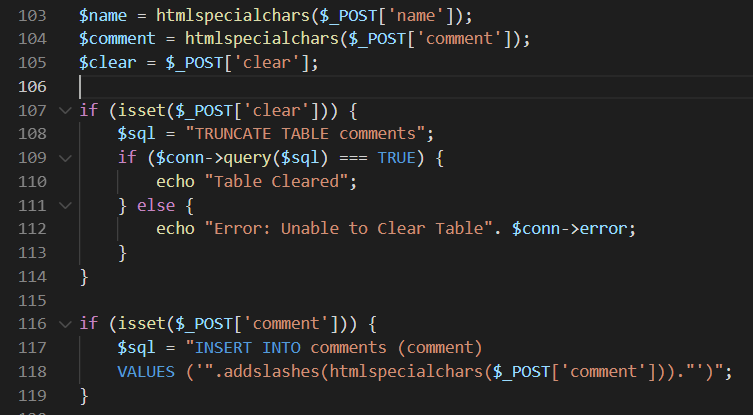 103 $name = htmlspecialchars($_POST['name']);
104 $comment = htmlspecialchars($_POST['comment']);
105 $clear = $_POST['clear'];
106
107 if (isset($_POST['clear'])) {
108     $sql = "TRUNCATE TABLE comments";
109     if ($conn->query($sql) === TRUE) {
110         echo "Table Cleared";
111     } else {
112         echo "Error: Unable to Clear Table". $conn->error;
113     }
114 }
115
116 if (isset($_POST['comment'])) {
117     $sql = "INSERT INTO comments (comment)
118     VALUES ('".addslashes(htmlspecialchars($_POST['comment']))."')";
119 }